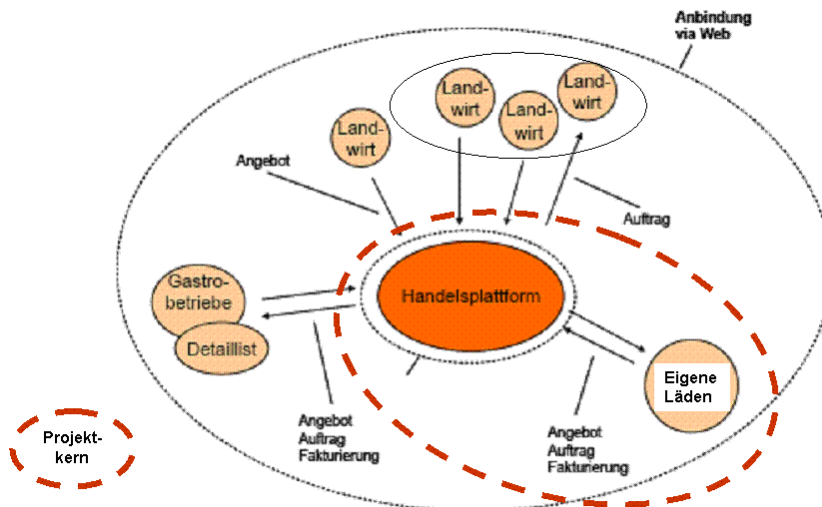 Anbindung
via Web
Land-
wirt
Land-
wirt
Land-
wirt
Land-
wirt
Angebot
Auftrag
Gastro-
betriebe
Detaillist
Handelsplattform
Eigene
Läden
Angebot
Auftrag
Fakturierung
Angebot
Auftrag
Fakturierung
Projekt-
kern